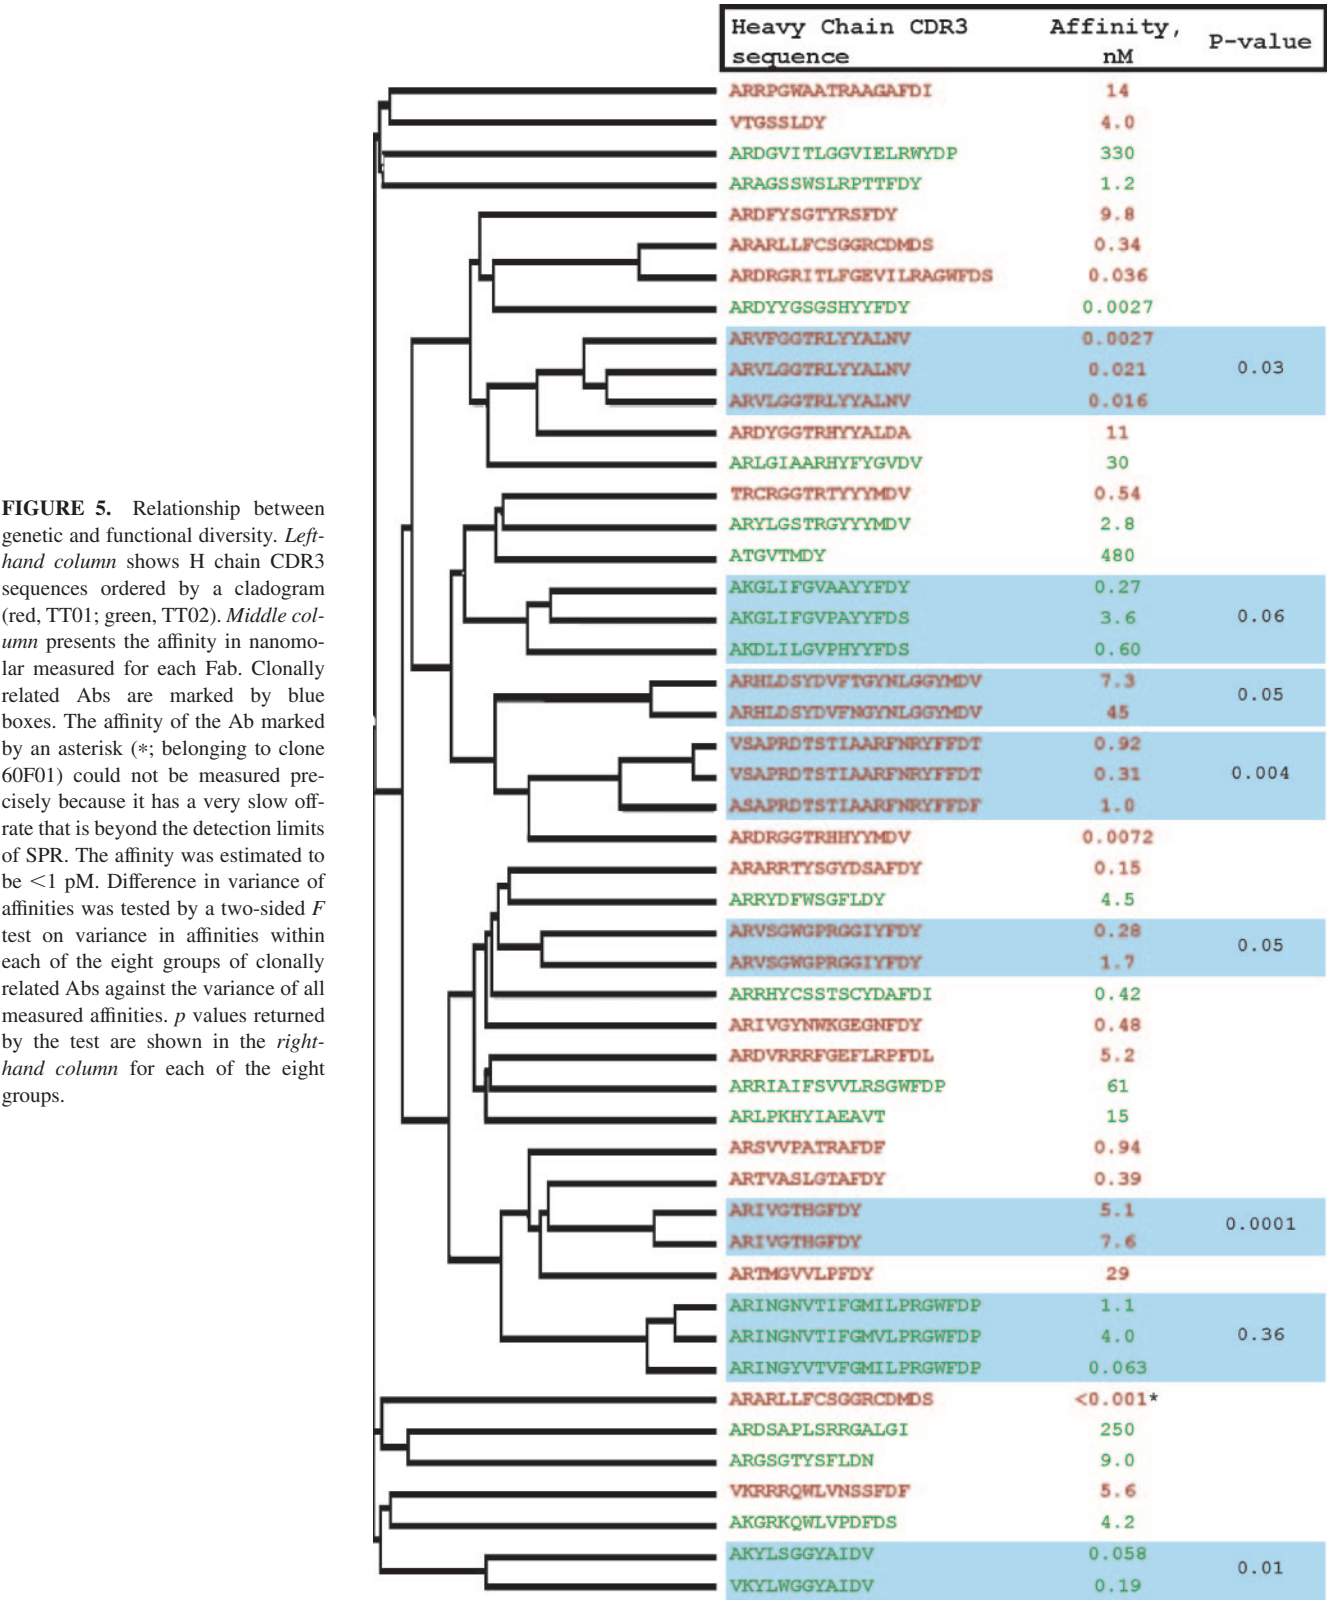 Heavy Chain CDR3 Affinity, P-value
sequence nM
ARRPGWAATRAAGAFDI 14
VTGSSLDY 4.0
ARDGVITLGGVIELRWYDP 330
ARAGSSWSLRPTTFDY 1.2
ARDFYSGTYRSFDY 9.8
ARARLLFCSGGRCDMDS 0.34
ARDRGRITLFGEVILRAGWFDS 0.036
ARDYYGSGSHYYFDY 0.0027
ARVFGGTRLYYALNV 0.0027
ARVLGGTRLYYALNV 0.021 0.03
ARVLGGTRLYYALNV 0.016
ARDYGGTRHYYALDA 11
ARLGIAARHYFYGVDV 30
TRCRGGTRTYYYMDV 0.54
ARYLGSTRGYYYMDV 2.8
ATGVTMDY 480
AKGLIFGVAAYYFDY 0.27
AKGLIFGVPAYYFDS 3.6 0.06
AKDLILGVPHYYFDS 0.60
ARHLDSYDVFTGYNLGGYMDV 7.3
0.05
ARHLDSYDVFNGYNLGGYMDV 45
VSAPRDTSTIAARFNRYFFDT 0.92
VSAPRDTSTIAARFNRYFFDT 0.31 0.004
ASAPRDTSTIAARFNRYFFDF 1.0
ARDRGGTRHHYYMDV 0.0072
ARARRTYSGYDSAFDY 0.15
ARRYDFWSGFLDY 4.5
ARVSGWGPRGGIYFDY 0.28
0.05
ARVSGWGPRGGIYFDY 1.7
ARRHYCSSTSCYDAFDI 0.42
ARIVGYNWKGEGNFDY 0.48
ARDVRRRFGEFLRPFDL 5.2
ARRIAIFSVVLRSGWFDP 61
ARLPKHYIAEAVT 15
ARSVVPATRAFDF 0.94
ARTVASLGTAFDY 0.39
ARIVGTHGFDY 5.1
0.0001
ARIVGTHGFDY 7.6
ARTMGVVLPFDY 29
ARINGNVTIFGMILPRGWFDP 1.1
ARINGNVTIFGMVLPRGWFDP 4.0 0.36
ARINGYVTVFGMILPRGWFDP 0.063
ARARLLFCSGGRCDMDS <0.001*
ARDSAPLSRRGALGI 250
ARGSGTYSFLDN 9.0
VKRRRQWLVNSSFDF 5.6
AKGRKQWLVPDFDS 4.2
AKYLSGGYAIDV 0.058
0.01
VKYLWGGYAIDV 0.19
FIGURE 5. Relationship between
genetic and functional diversity. Left-
hand column shows H chain CDR3
sequences ordered by a cladogram
(red, TT01; green, TT02). Middle col-
umn presents the affinity in nanomo-
lar measured for each Fab. Clonally
related Abs are marked by blue
boxes. The affinity of the Ab marked
by an asterisk (*; belonging to clone
60F01) could not be measured pre-
cisely because it has a very slow off-
rate that is beyond the detection limits
of SPR. The affinity was estimated to
be <1 pM. Difference in variance of
affinities was tested by a two-sided F
test on variance in affinities within
each of the eight groups of clonally
related Abs against the variance of all
measured affinities. p values returned
by the test are shown in the right-
hand column for each of the eight
groups.